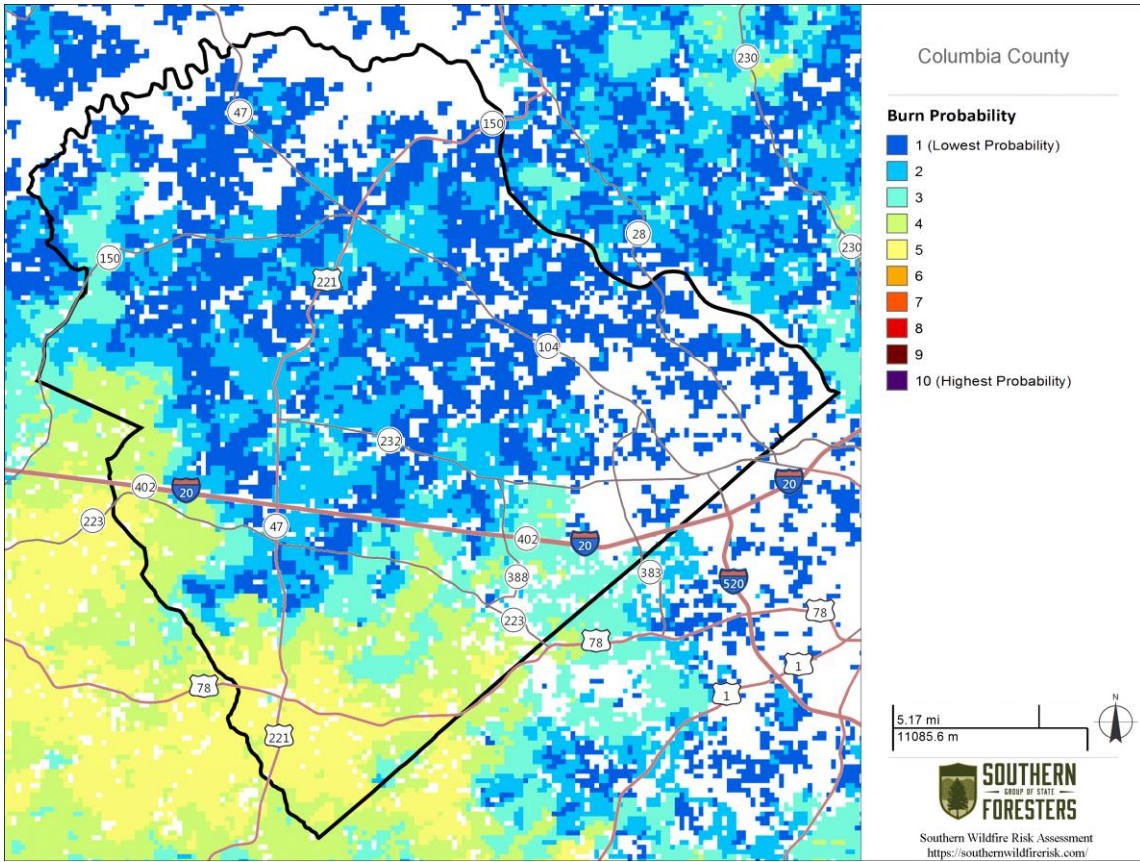 Columbia County
Burn Probability
1 (Lowest Probability)
2
3
4
5
6
7
8
9
10 (Highest Probability)
230
47
150
28
230
150
221
104
232
402
20
20
223
47
402
20
388
383
520
223
78
78
78
1
1
221
5.17 mi
11085.6 m
N
SOUTHERN
GROUP OF STATE
FORESTERS
Southern Wildfire Risk Assessment
https://southernwildfirerisk.com/